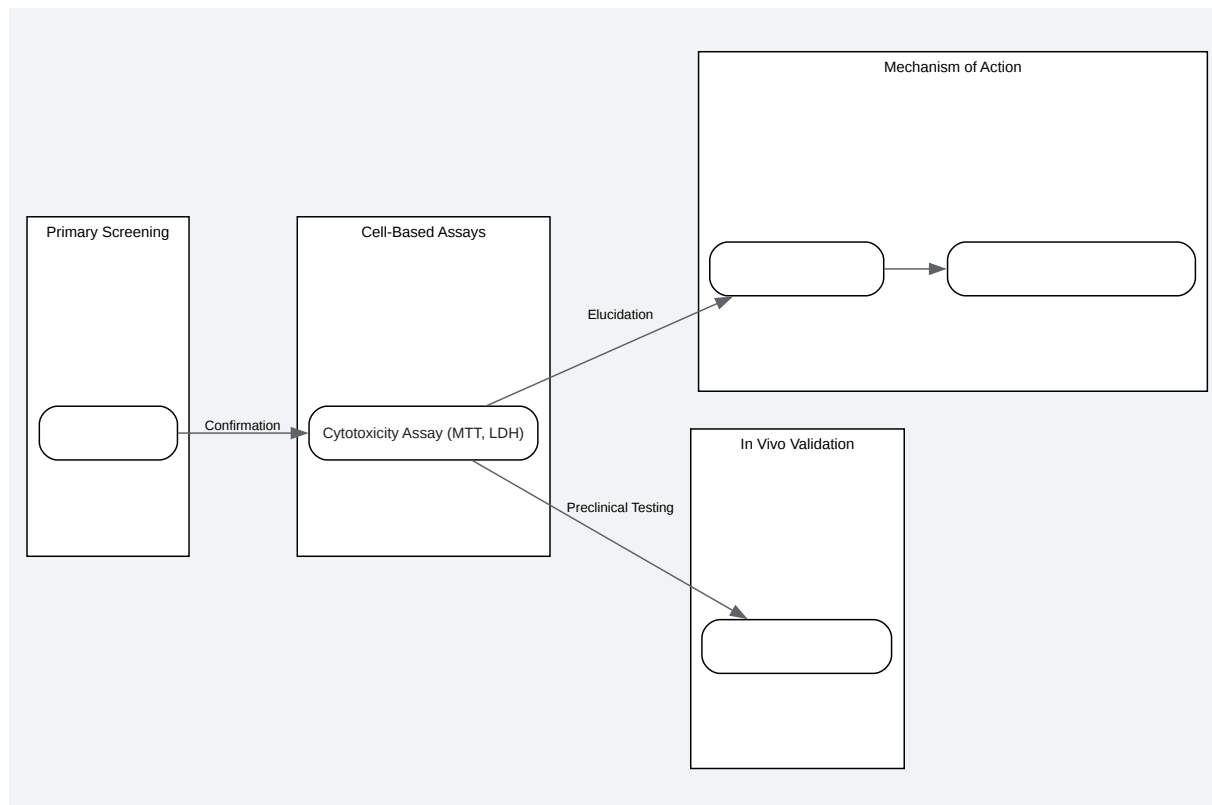 Mechanism of Action
Primary Screening
Cell-Based Assays
Elucidation
Confirmation
Cytotoxicity Assay (MTT, LDH)
In Vivo Validation
Preclinical Testing